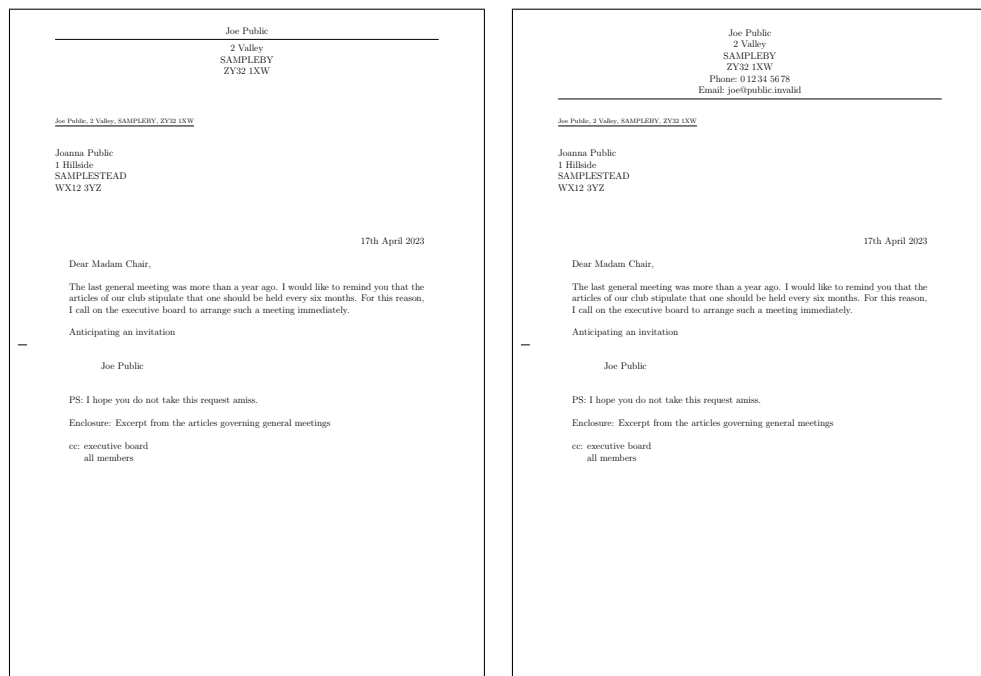 Joe Public
2 Valley
SAMPLEBY
ZY32 1XW
Joe Public, 2 Valley, SAMPLEBY, ZY32 1XW
Joanna Public
1 Hillside
SAMPLESTEAD
WX12 3YZ
17th April 2023
Dear Madam Chair,
The last general meeting was more than a year ago. I would like to remind you that the
articles of our club stipulate that one should be held every six months. For this reason,
I call on the executive board to arrange such a meeting immediately.
Anticipating an invitation
Joe Public
PS: I hope you do not take this request amiss.
Enclosure: Excerpt from the articles governing general meetings
cc: executive board
all members
Joe Public
2 Valley
SAMPLEBY
ZY32 1XW
Phone: 0 12 34 56 78
Email: joe@public.invalid
Joe Public, 2 Valley, SAMPLEBY, ZY32 1XW
Joanna Public
1 Hillside
SAMPLESTEAD
WX12 3YZ
17th April 2023
Dear Madam Chair,
The last general meeting was more than a year ago. I would like to remind you that the
articles of our club stipulate that one should be held every six months. For this reason,
I call on the executive board to arrange such a meeting immediately.
Anticipating an invitation
Joe Public
PS: I hope you do not take this request amiss.
Enclosure: Excerpt from the articles governing general meetings
cc: executive board
all members